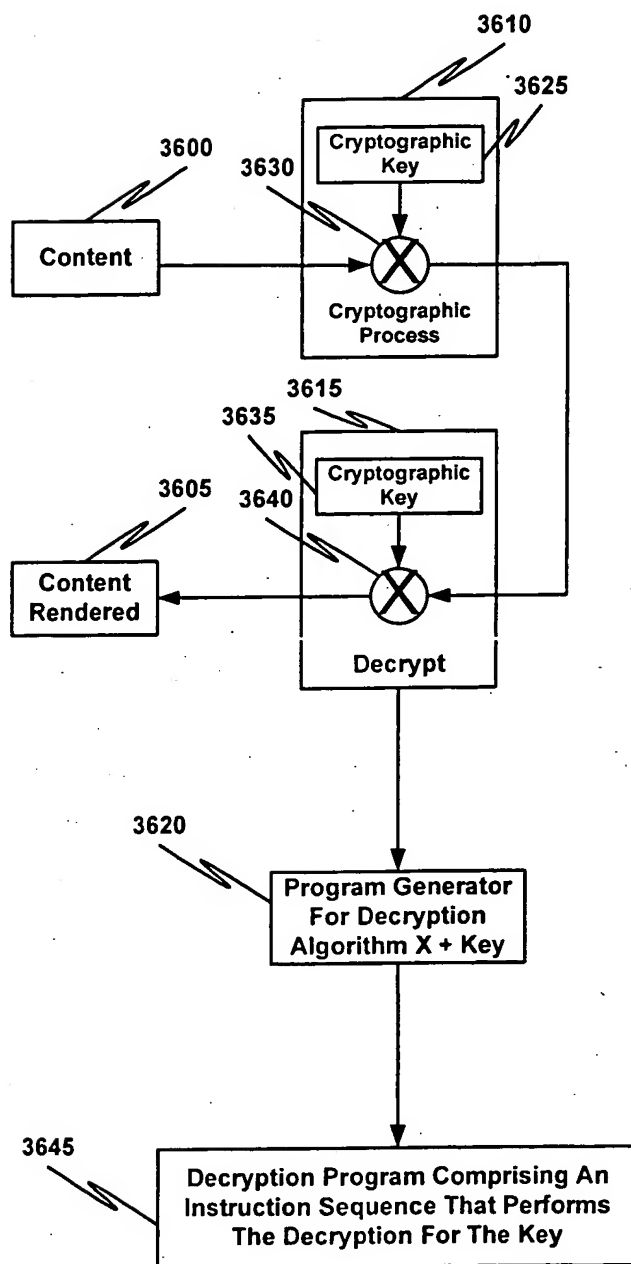 3610
3625
Cryptographic
Key
3600
3630
Content
X
Cryptographic
Process
3615
3635
Cryptographic
Key
3605
3640
Content
Rendered
X
Decrypt
3620
Program Generator
For Decryption
Algorithm X + Key
3645
Decryption Program Comprising An
Instruction Sequence That Performs
The Decryption For The Key